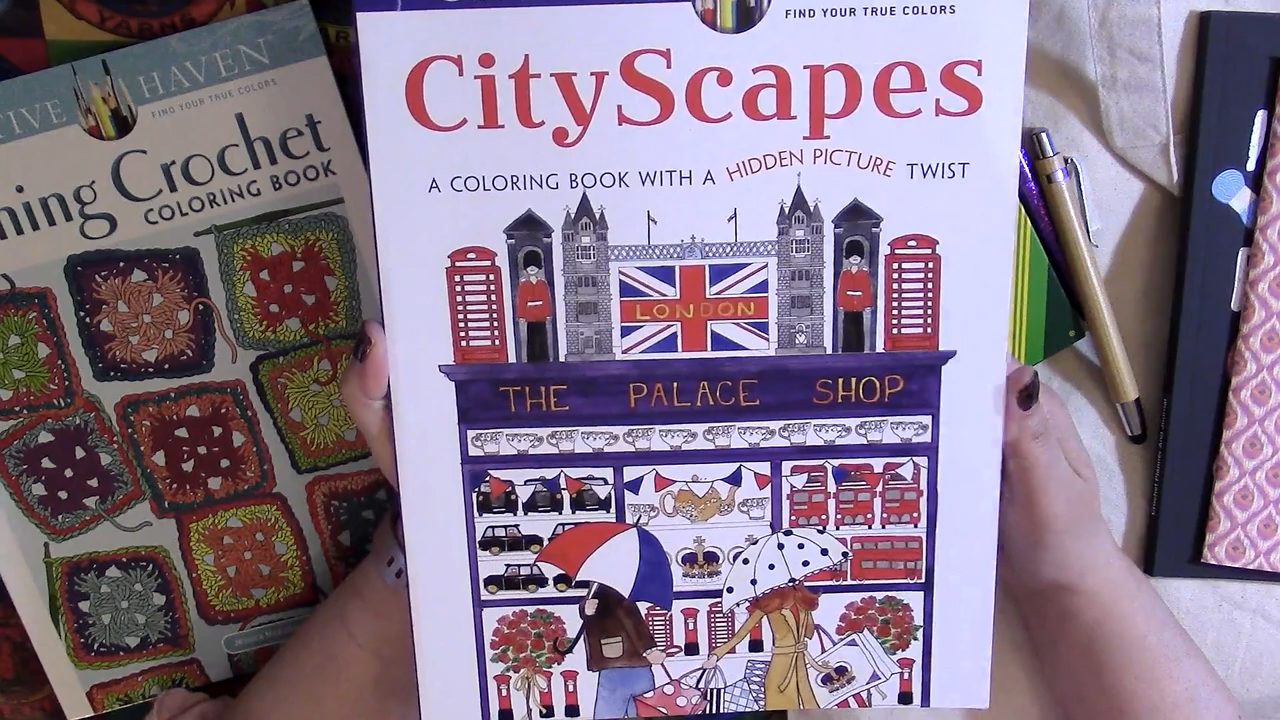 YARNS
TIVE HAVEN
FIND YOUR TRUE COLORS
ning Crochet
COLORING BOOK
FIND YOUR TRUE COLORS
CityScapes
A COLORING BOOK WITH A HIDDEN PICTURE TWIST
LONDON
THE PALACE SHOP